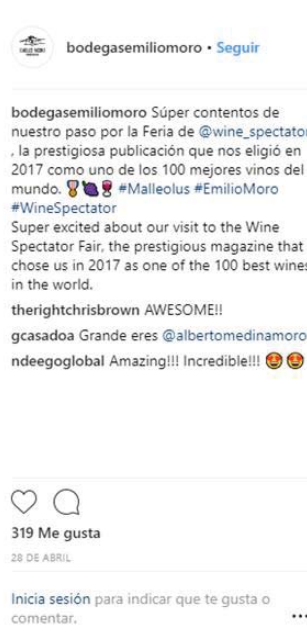 bodegasemiliomoro • Seguir
bodegasemiliomoro Súper contentos de
nuestro paso por la Feria de @wine_spectator
, la prestigiosa publicación que nos eligió en
2017 como uno de los 100 mejores vinos del
mundo. 🎖🍇🍷 #Malleolus #EmilioMoro
#WineSpectator
Super excited about our visit to the Wine
Spectator Fair, the prestigious magazine that
chose us in 2017 as one of the 100 best wines
in the world.
therightchrisbrown AWESOME!!
gcasadoa Grande eres @albertomedinamoro
ndeegoglobal Amazing!!! Incredible!!! 🤩🤩
319 Me gusta
28 DE ABRIL
Inicia sesión para indicar que te gusta o
comentar.